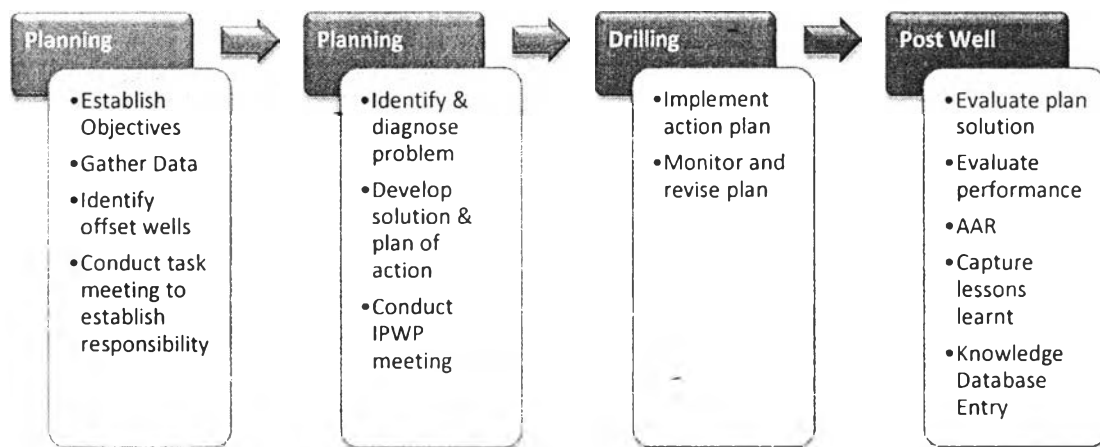 Planning
• Establish
Objectives
• Gather Data
• Identify
offset wells
• Conduct task
meeting to
establish
responsibility
Planning
• Identify &
diagnose
problem
• Develop
solution &
plan of
action
• Conduct
IPWP
meeting
Drilling
• Implement
action plan
• Monitor and
revise plan
Post Well
• Evaluate plan
solution
• Evaluate
performance
• AAR
• Capture
lessons
learnt
• Knowledge
Database
Entry